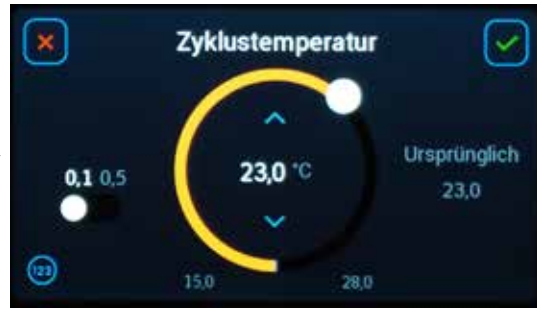 Zyklustemperatur
Ursprünglich
0,1 0,5
23,0 °C
23,0
123
15,0 28,0